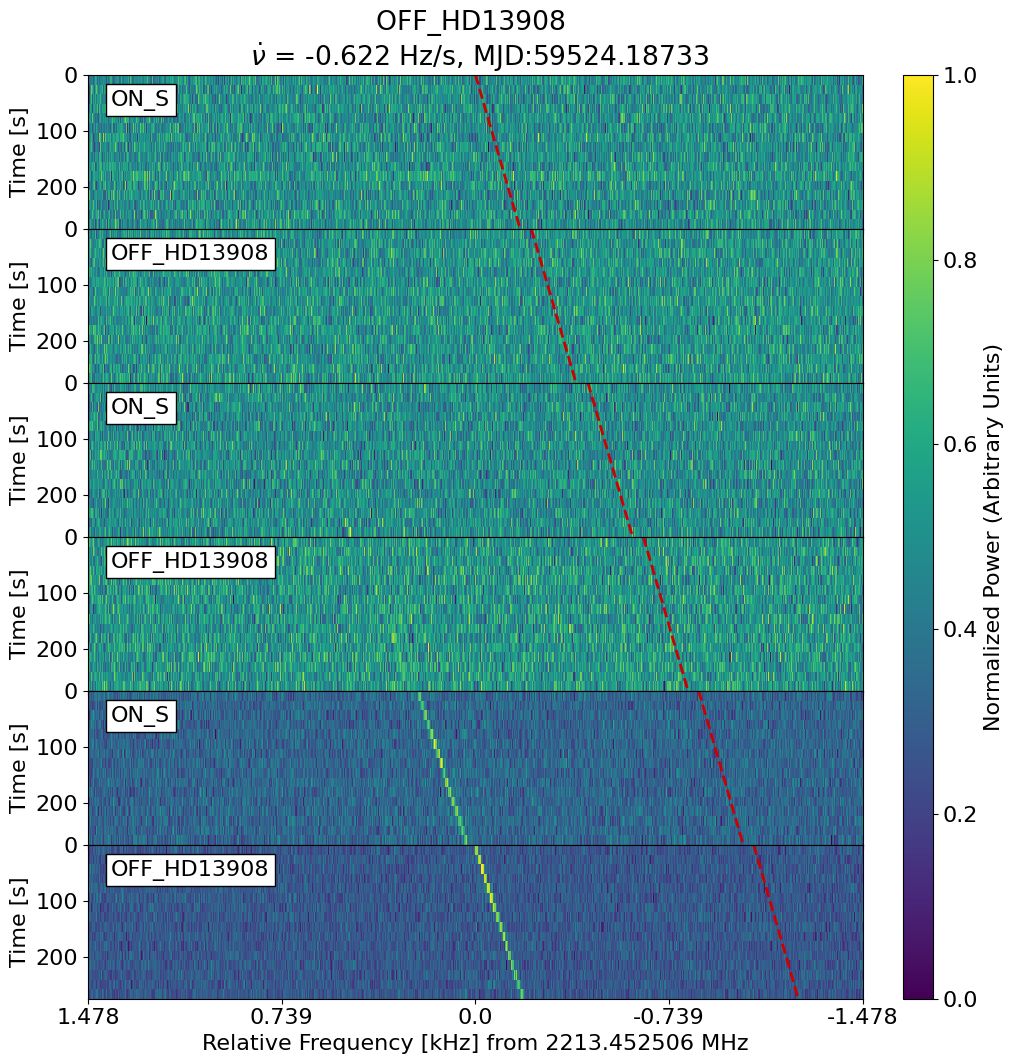 OFF_HD13908
ν̇ = -0.622 Hz/s, MJD:59524.18733
0
100
200
Time [s]
ON_S
0
100
200
Time [s]
OFF_HD13908
0
100
200
Time [s]
ON_S
0
100
200
Time [s]
OFF_HD13908
0
100
200
Time [s]
ON_S
0
100
200
Time [s]
OFF_HD13908
1.478 0.739 0.0 -0.739 -1.478
Relative Frequency [kHz] from 2213.452506 MHz
1.0
0.8
0.6
0.4
0.2
0.0
Normalized Power (Arbitrary Units)